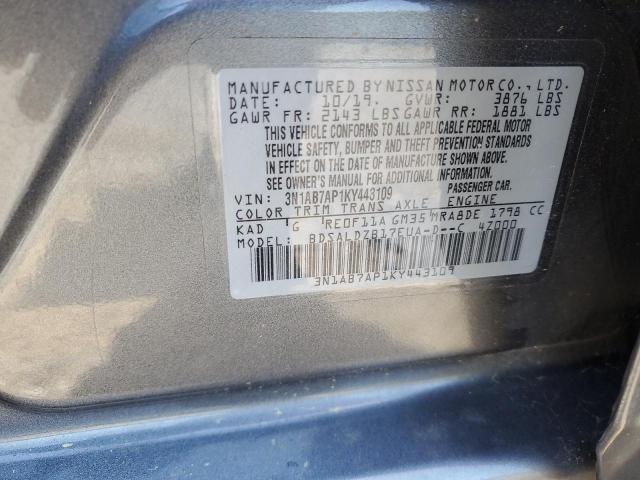 MANUFACTURED BY NISSAN MOTOR CO., LTD.
DATE: 10/19. GVWR: 3876 LBS
GAWR FR: 2143 LBS GAWR RR: 1881 LBS
THIS VEHICLE CONFORMS TO ALL APPLICABLE FEDERAL MOTOR
VEHICLE SAFETY, BUMPER AND THEFT PREVENTION STANDARDS
IN EFFECT ON THE DATE OF MANUFACTURE SHOWN ABOVE.
SEE OWNER'S MANUAL FOR ADDITIONAL INFORMATION.
VIN: 3N1AB7AP1KY443109 PASSENGER CAR.
COLOR TRIM TRANS AXLE ENGINE
KAD G RE0F11A GM35 MRA8DE 1798 CC
MODEL: BDSALDZB17EUA-D--C 4Z000
3N1AB7AP1KY443109